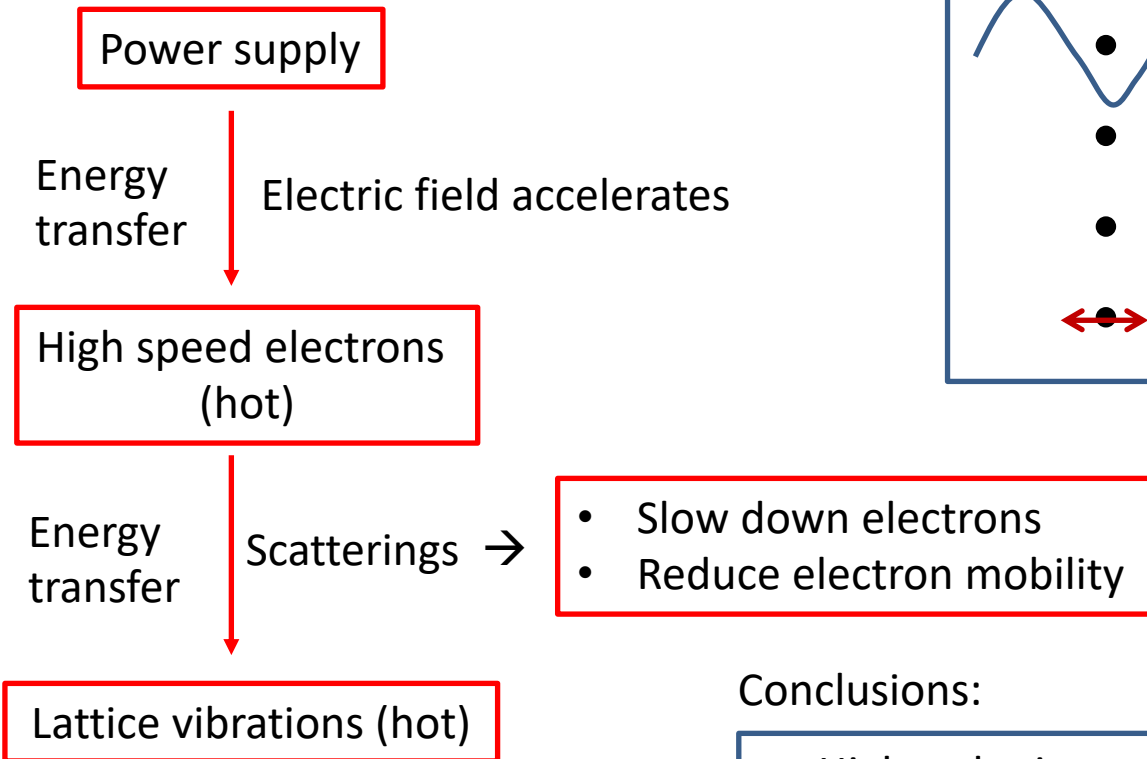 Power supply
Energy
transfer
Electric field accelerates
High speed electrons
(hot)
Energy
transfer
Scatterings →
• Slow down electrons
• Reduce electron mobility
Lattice vibrations (hot)
Conclusions: